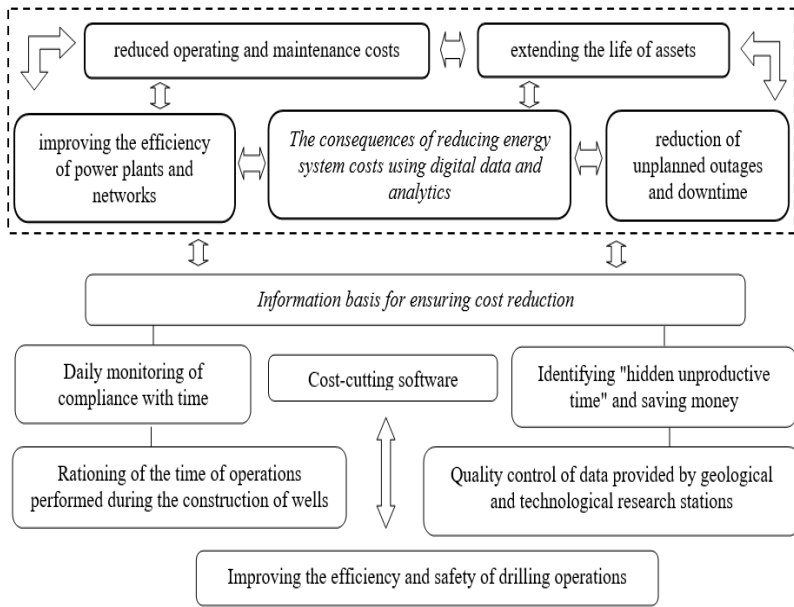 reduced operating and maintenance costs
extending the life of assets
improving the efficiency
of power plants and
networks
The consequences of reducing energy
system costs using digital data and
analytics
reduction of
unplanned outages
and downtime
Information basis for ensuring cost reduction
Daily monitoring of
compliance with time
Cost-cutting software
Identifying "hidden unproductive
time" and saving money
Rationing of the time of operations
performed during the construction of wells
Quality control of data provided by geological
and technological research stations
Improving the efficiency and safety of drilling operations